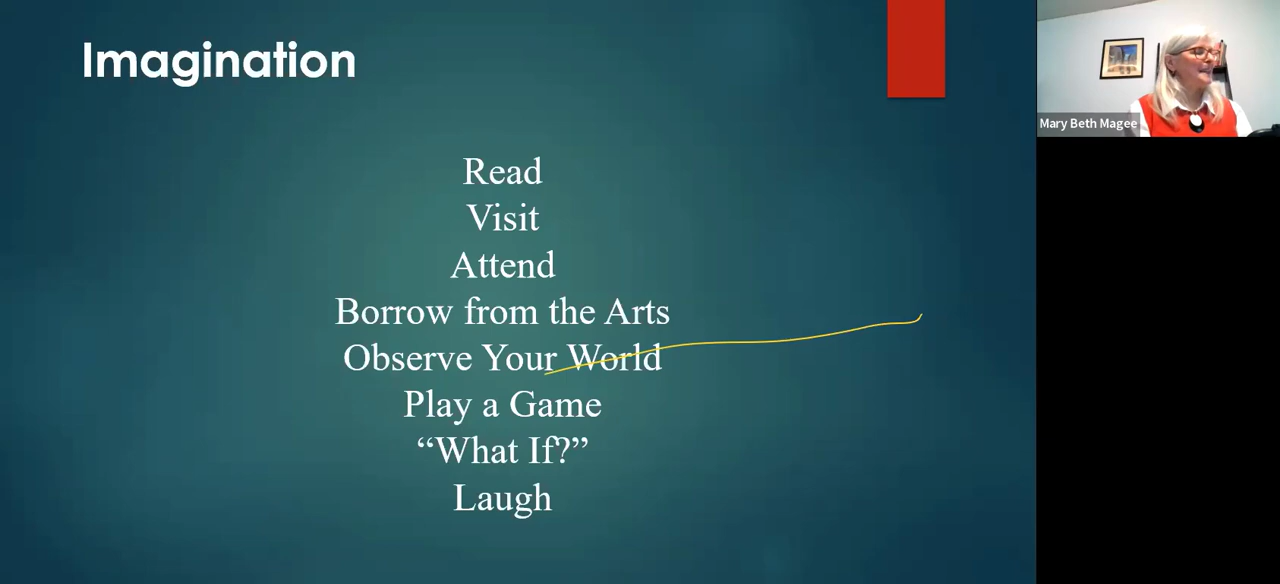 Imagination
Read
Visit
Attend
Borrow from the Arts
Observe Your World
Play a Game
“What If?”
Laugh
Mary Beth Magee